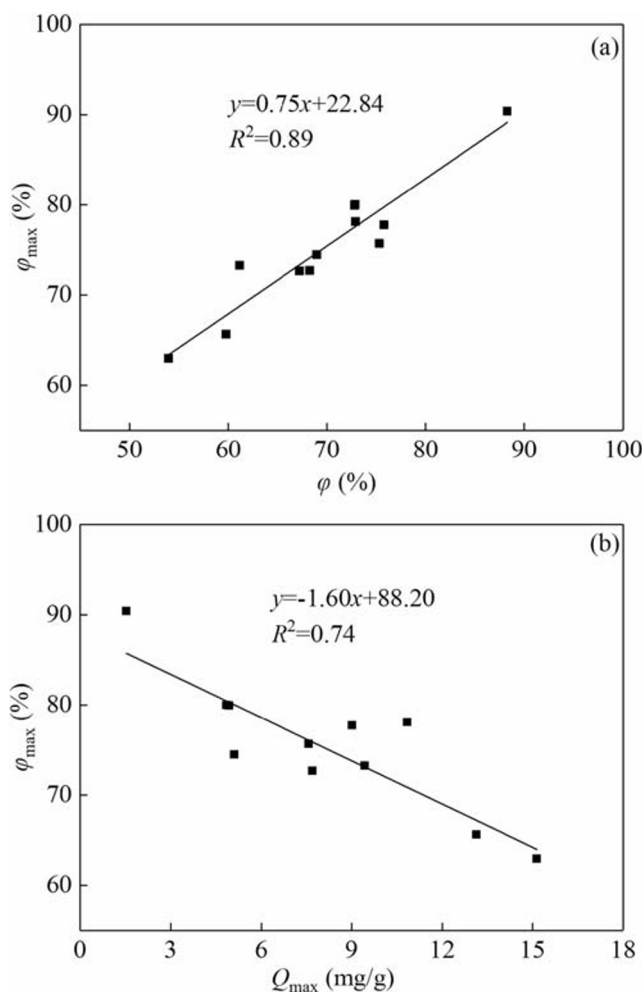 100
(a)
y=0.75x+22.84
R²=0.89
90
80
70
60
φmax (%)
50 60 70 80 90 100
φ (%)
100
(b)
y=-1.60x+88.20
R²=0.74
90
80
70
60
φmax (%)
0 3 6 9 12 15 18
Qmax (mg/g)